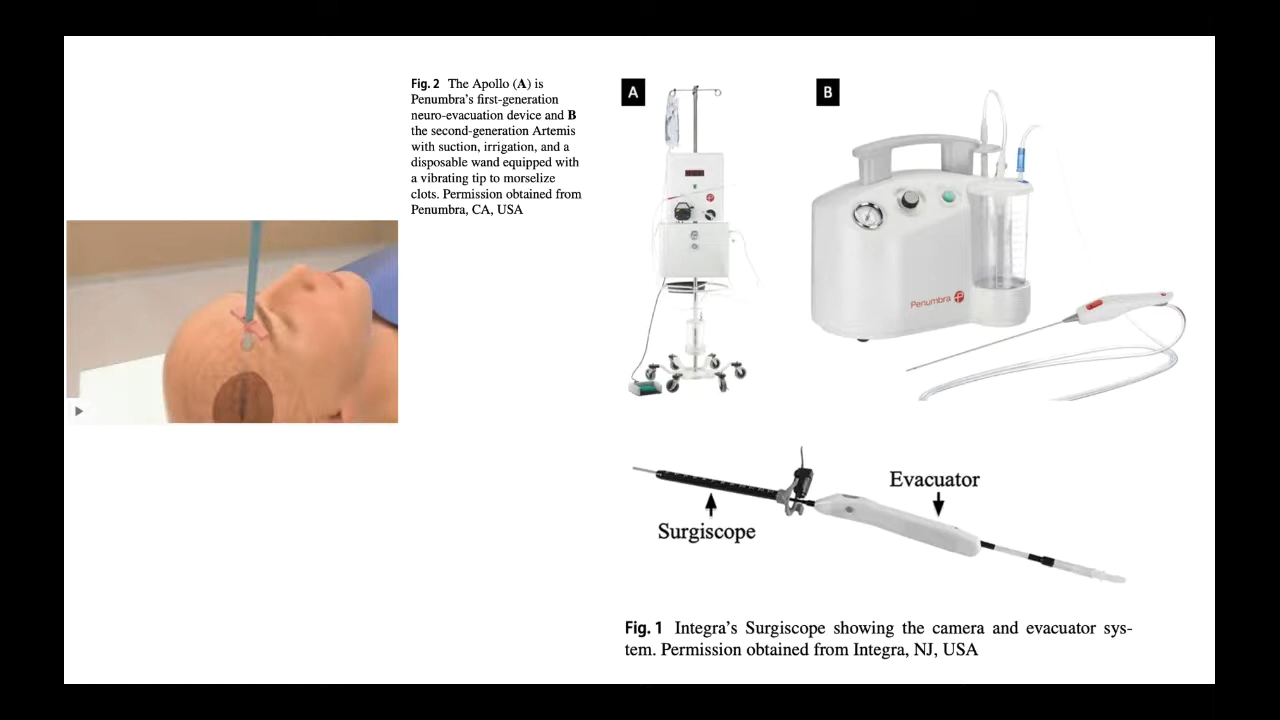 Fig. 2 The Apollo (A) is
Penumbra's first-generation
neuro-evacuation device and B
the second-generation Artemis
with suction, irrigation, and a
disposable wand equipped with
a vibrating tip to morselize
clots. Permission obtained from
Penumbra, CA, USA
A
B
Penumbra
Evacuator
Surgiscope
Fig. 1 Integra's Surgiscope showing the camera and evacuator sys-
tem. Permission obtained from Integra, NJ, USA